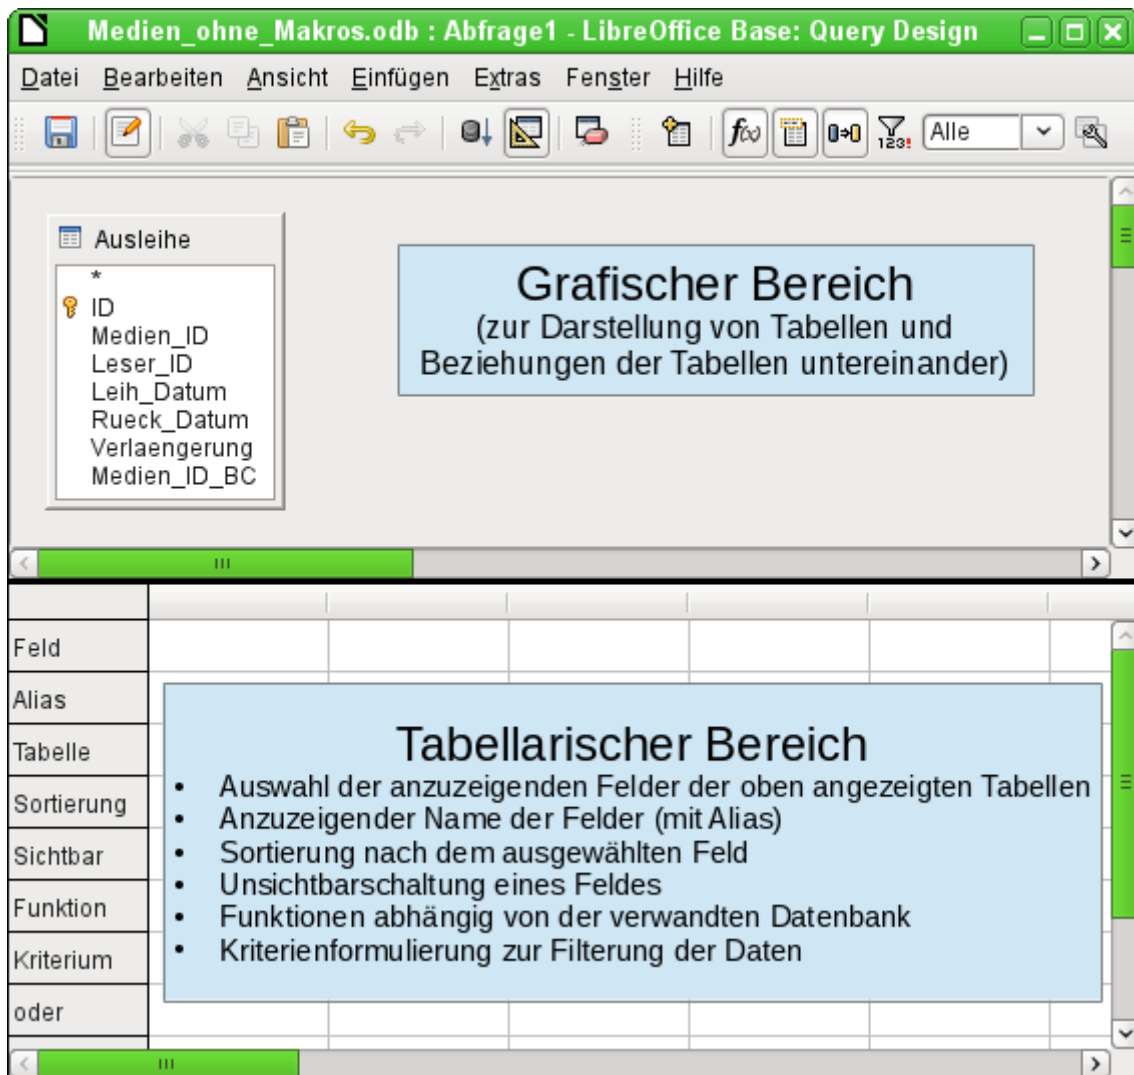 Medien_ohne_Makros.odb : Abfrage1 - LibreOffice Base: Query Design
Datei Bearbeiten Ansicht Einfügen Extras Fenster Hilfe
f(x) 123! Alle
Ausleihe
*
ID
Medien_ID
Leser_ID
Leih_Datum
Rueck_Datum
Verlaengerung
Medien_ID_BC
Grafischer Bereich
(zur Darstellung von Tabellen und
Beziehungen der Tabellen untereinander)
Feld
Alias
Tabelle
Sortierung
Sichtbar
Funktion
Kriterium
oder
Tabellarischer Bereich
• Auswahl der anzuzeigenden Felder der oben angezeigten Tabellen
• Anzuzeigender Name der Felder (mit Alias)
• Sortierung nach dem ausgewählten Feld
• Unsichtbarschaltung eines Feldes
• Funktionen abhängig von der verwandten Datenbank
• Kriterienformulierung zur Filterung der Daten